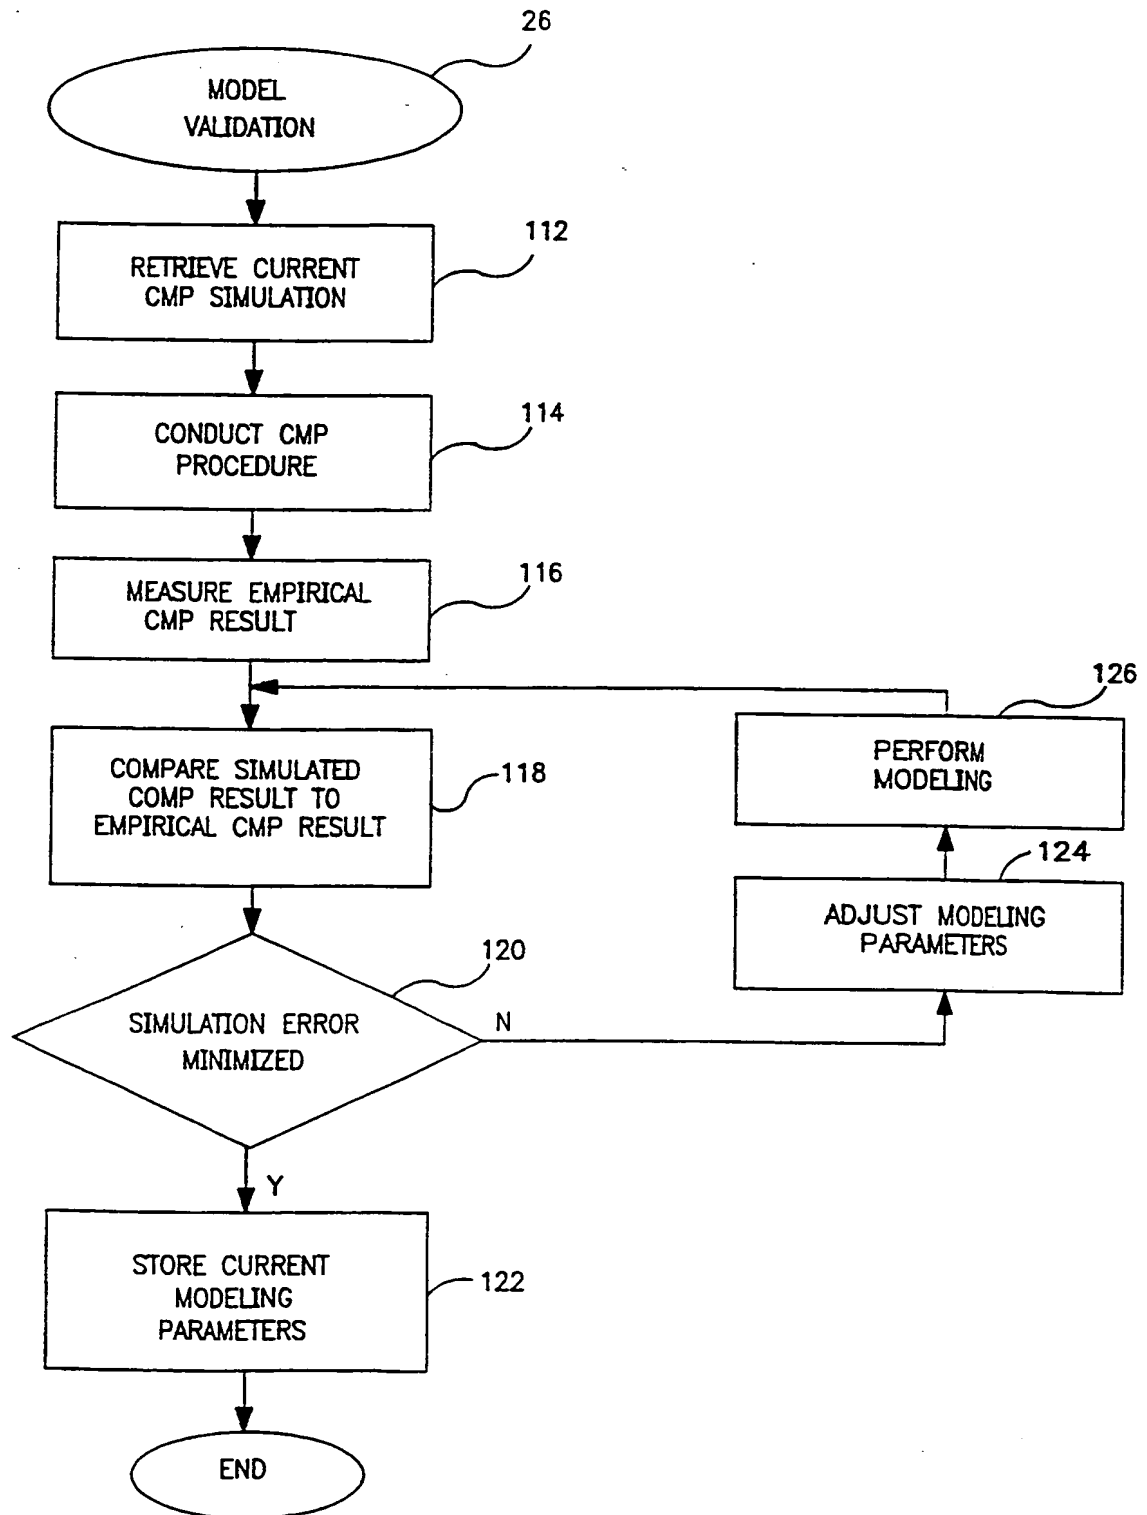 26
MODEL
VALIDATION
112
RETRIEVE CURRENT
CMP SIMULATION
114
CONDUCT CMP
PROCEDURE
116
MEASURE EMPIRICAL
CMP RESULT
126
PERFORM
MODELING
118
COMPARE SIMULATED
COMP RESULT TO
EMPIRICAL CMP RESULT
124
ADJUST MODELING
PARAMETERS
120
SIMULATION ERROR
MINIMIZED
N
Y
STORE CURRENT
MODELING
PARAMETERS
122
END